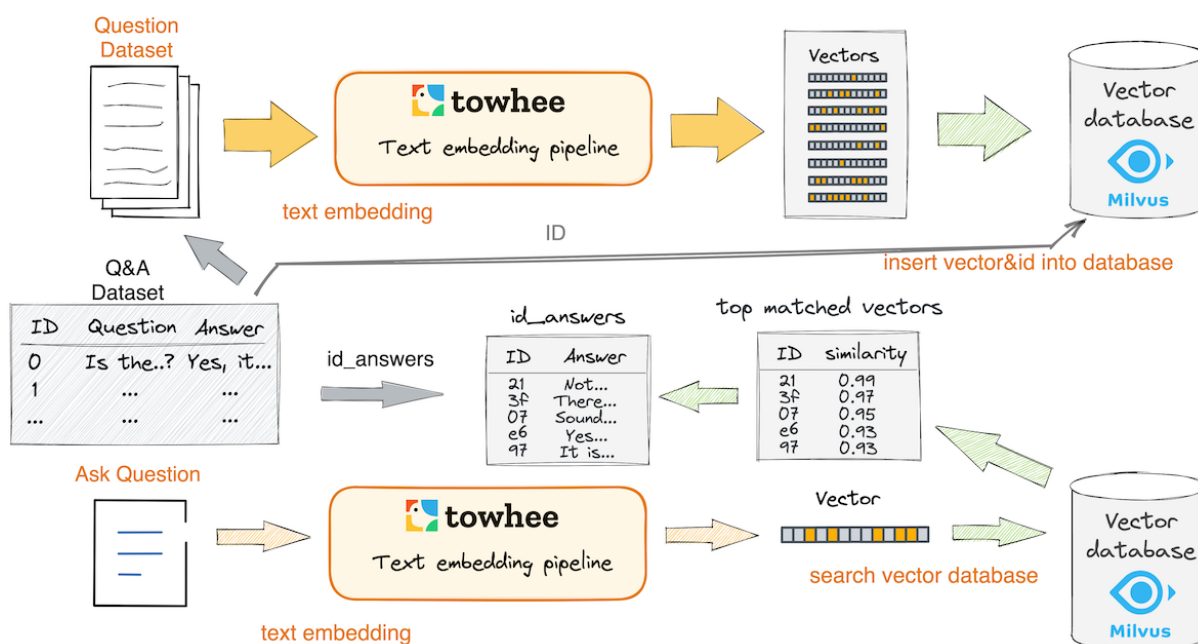 Question
Dataset
towhee
Text embedding pipeline
text embedding
Vectors
Vector
database
Milvus
ID
insert vector&id into database
Q&A
Dataset
ID Question Answer
0 Is the..? Yes, it...
1 ... ...
... ... ...
id_answers
id_answers
ID Answer
21 Not...
3f There...
07 Sound...
e6 Yes...
97 It is...
top matched vectors
ID similarity
21 0.99
3f 0.97
07 0.95
e6 0.93
97 0.93
Ask Question
towhee
Text embedding pipeline
text embedding
Vector
search vector database
Vector
database
Milvus